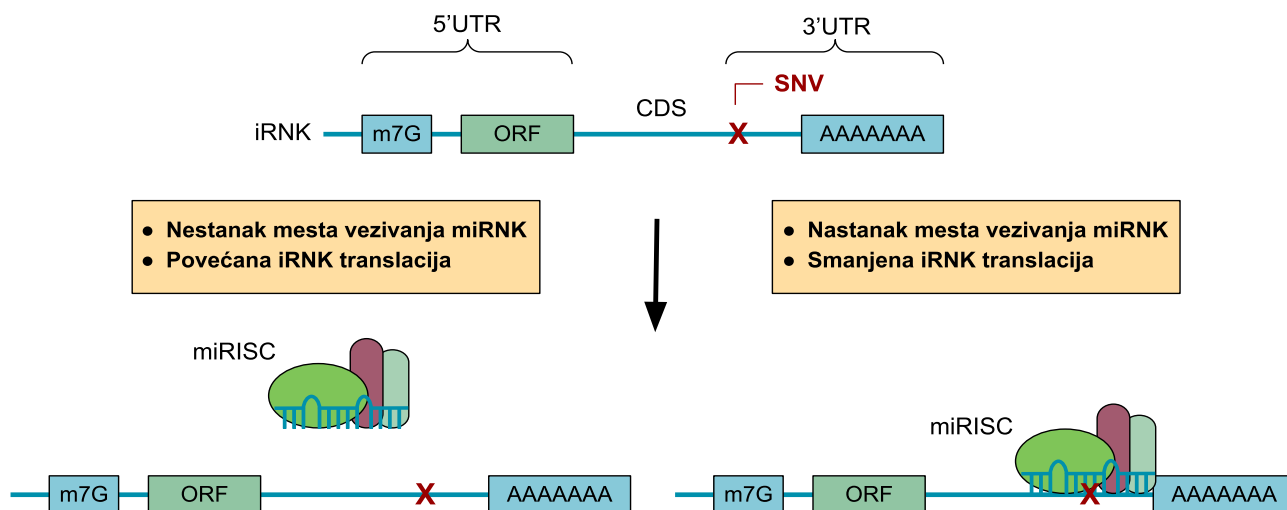 5'UTR
3'UTR
SNV
CDS
iRNK
m7G
ORF
X
AAAAAAA
● Nestanak mesta vezivanja miRNK
● Povećana iRNK translacija
● Nastanak mesta vezivanja miRNK
● Smanjena iRNK translacija
miRISC
miRISC
m7G
ORF
X
AAAAAAA
m7G
ORF
X
AAAAAAA